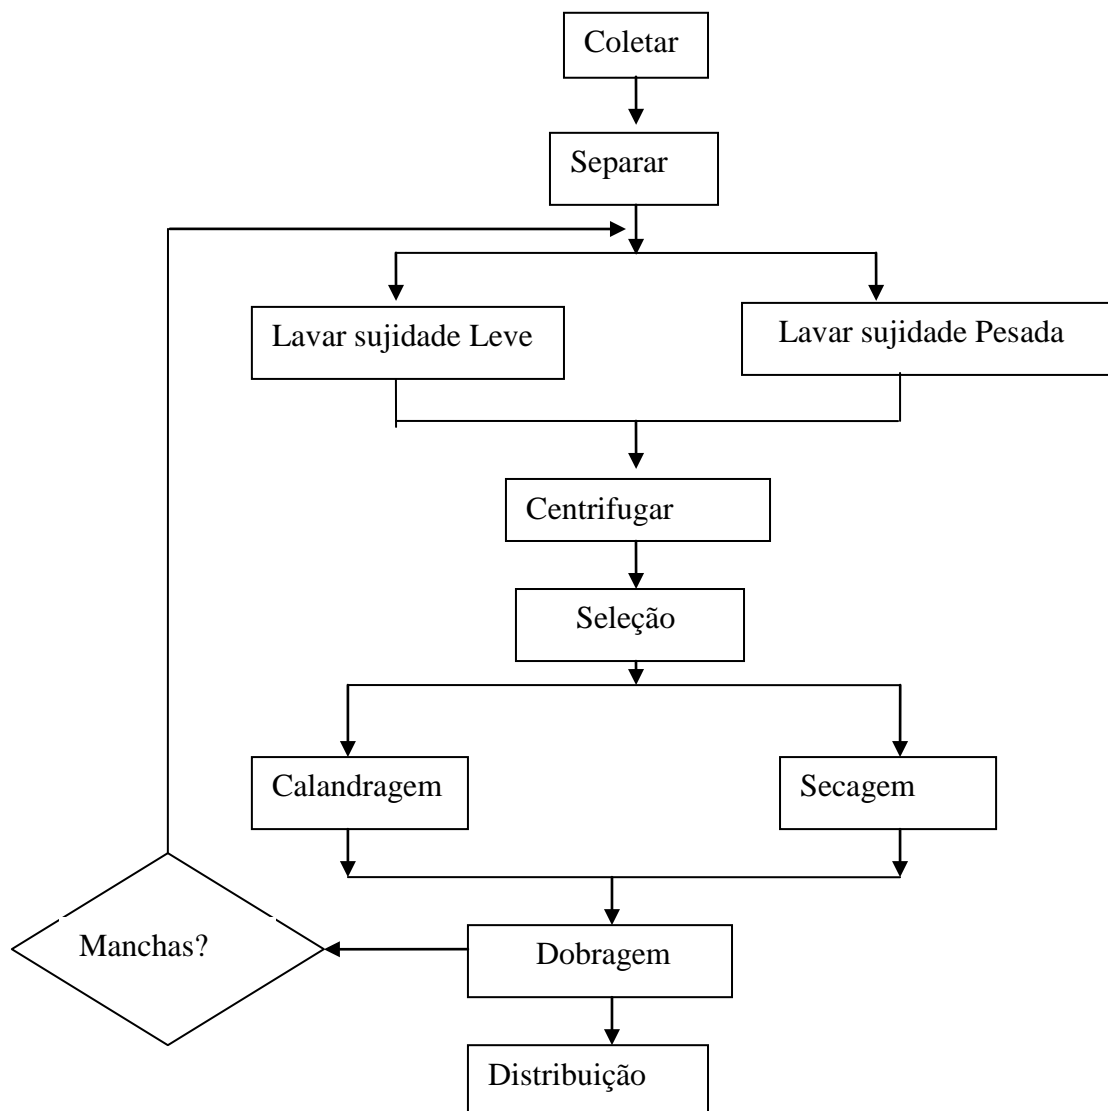 Coletar
Separar
Lavar sujidade Leve
Lavar sujidade Pesada
Centrifugar
Seleção
Calandragem
Secagem
Manchas?
Dobragem
Distribuição